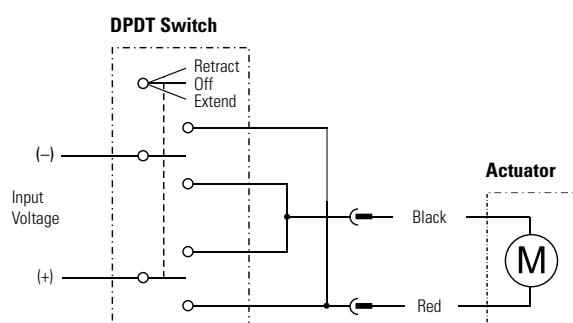 DPDT Switch
Retract
Off
Extend
(–)
Input
Voltage
(+)
Actuator
Black
M
Red